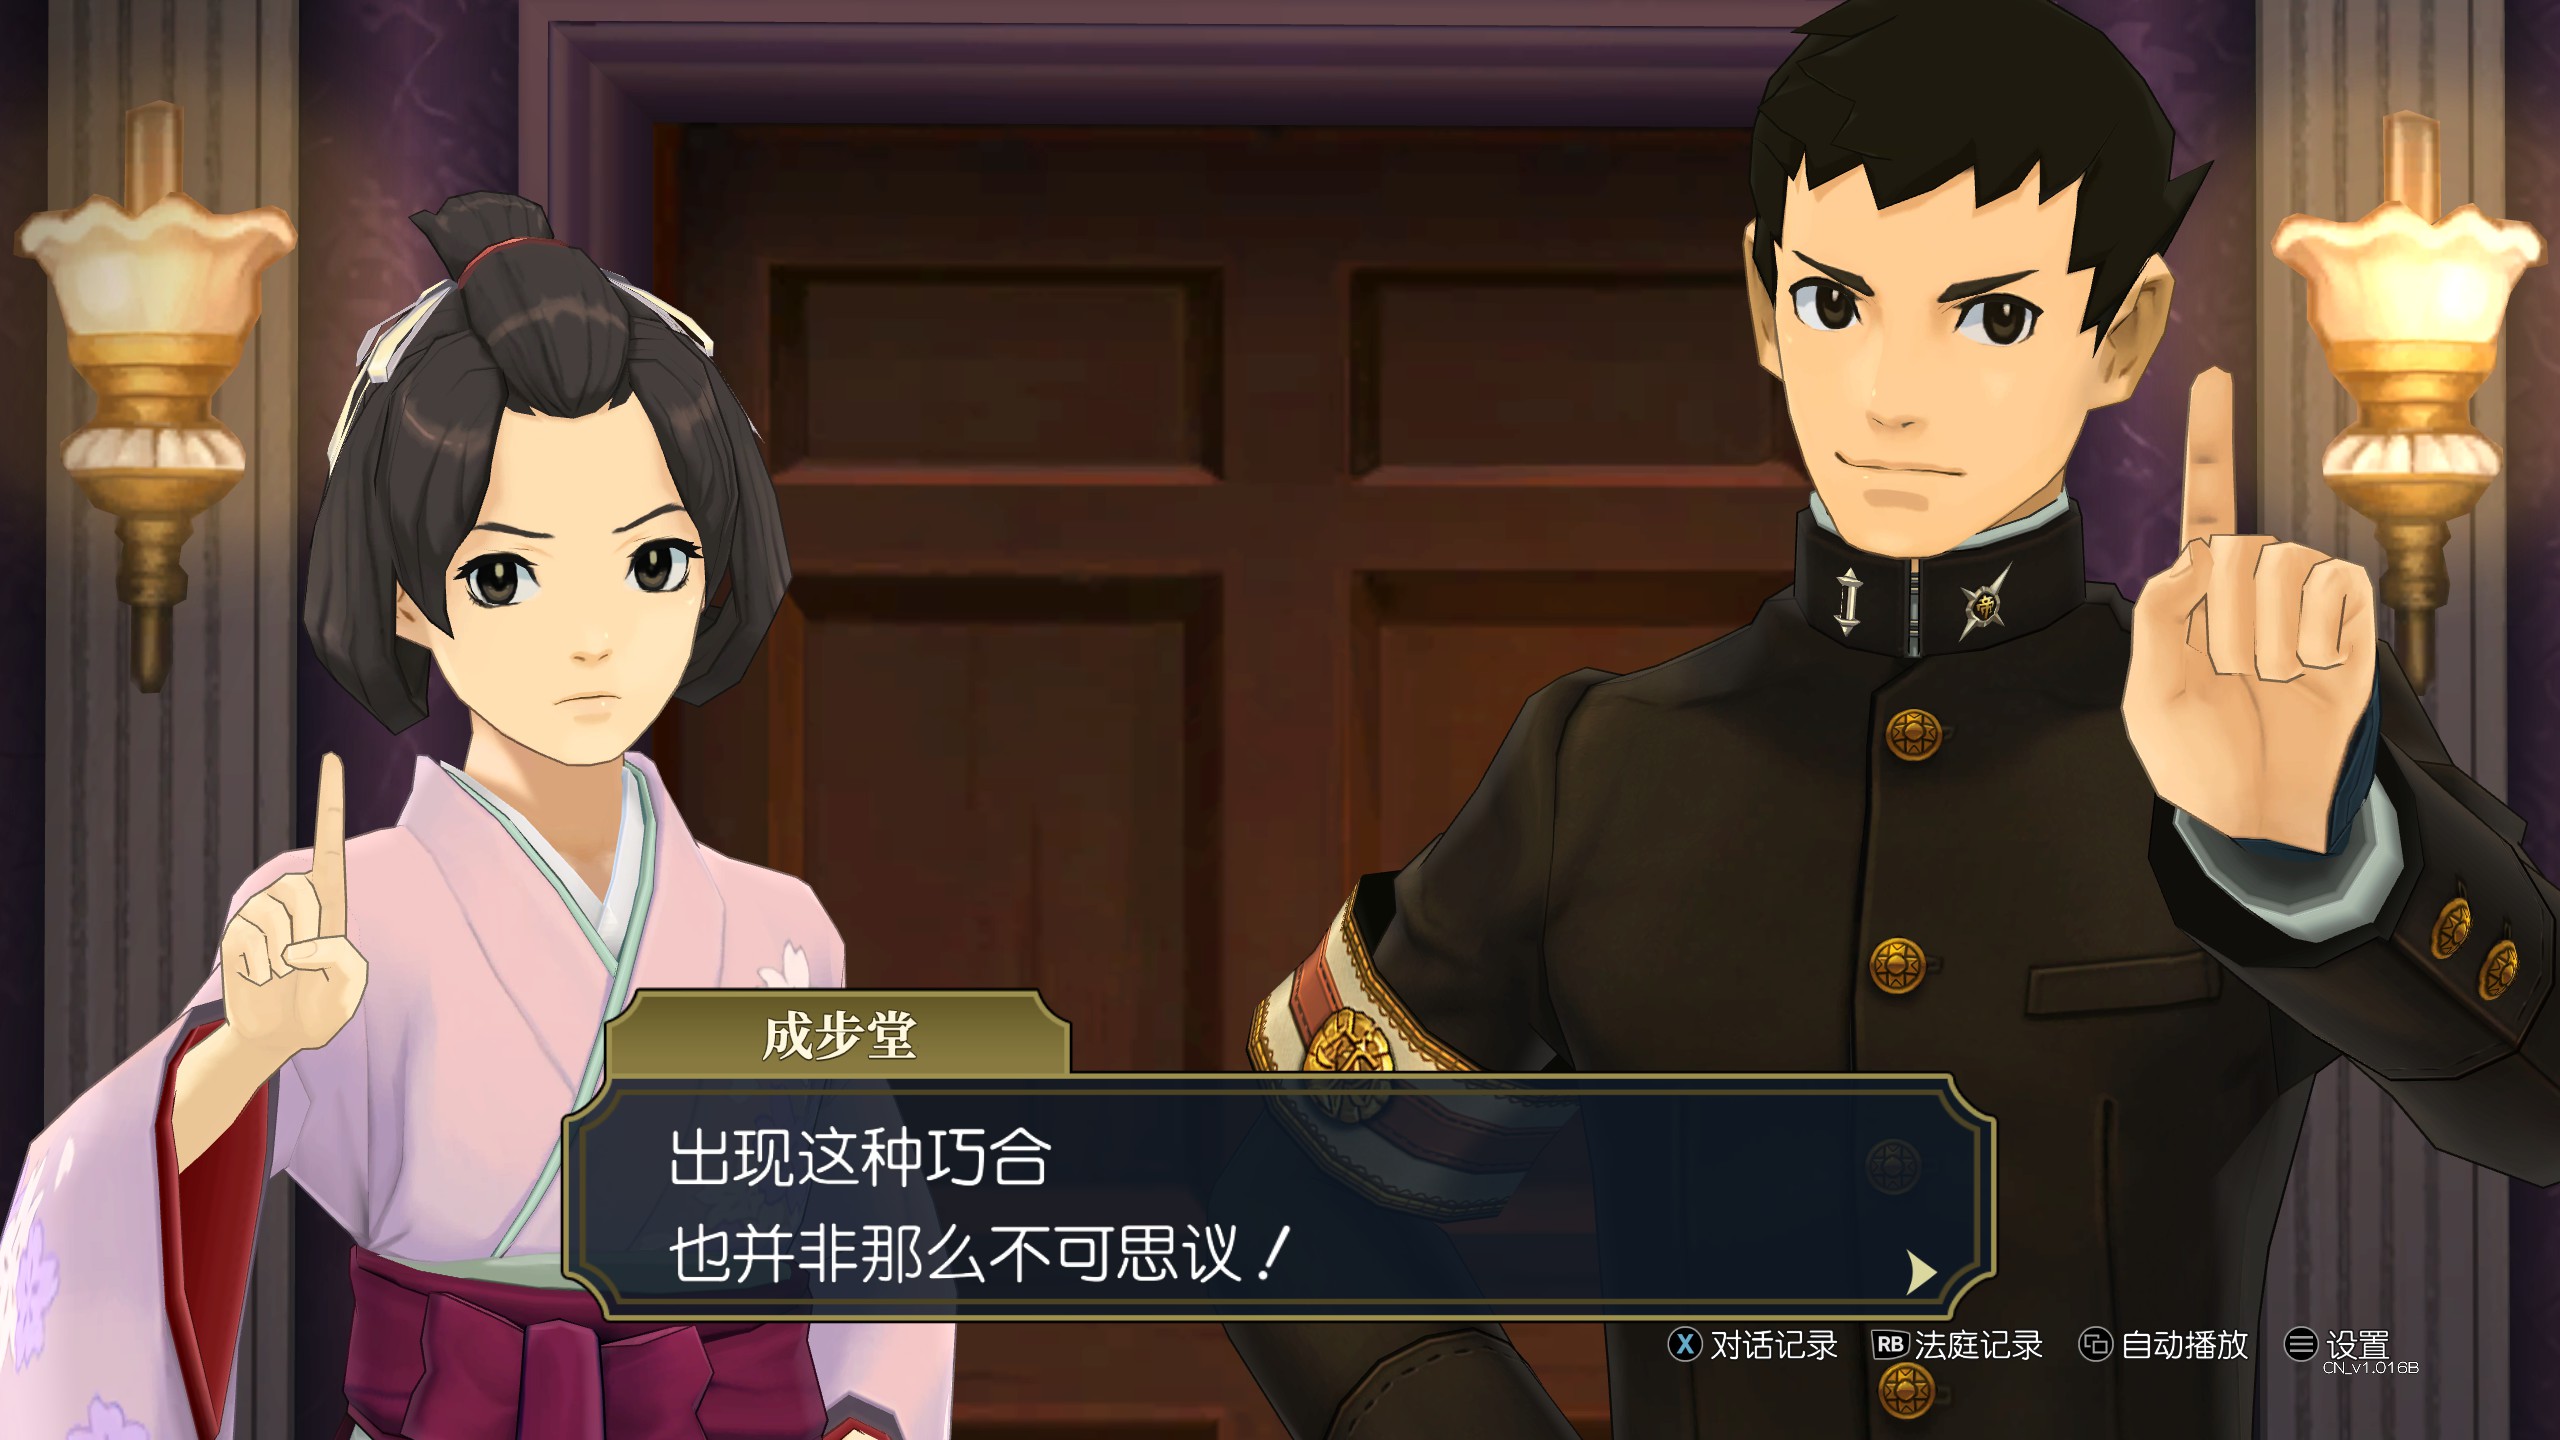 成步堂
出现这种巧合
也并非那么不可思议！
X 对话记录 RB 法庭记录 自动播放 设置
CN_v1.016B
帝